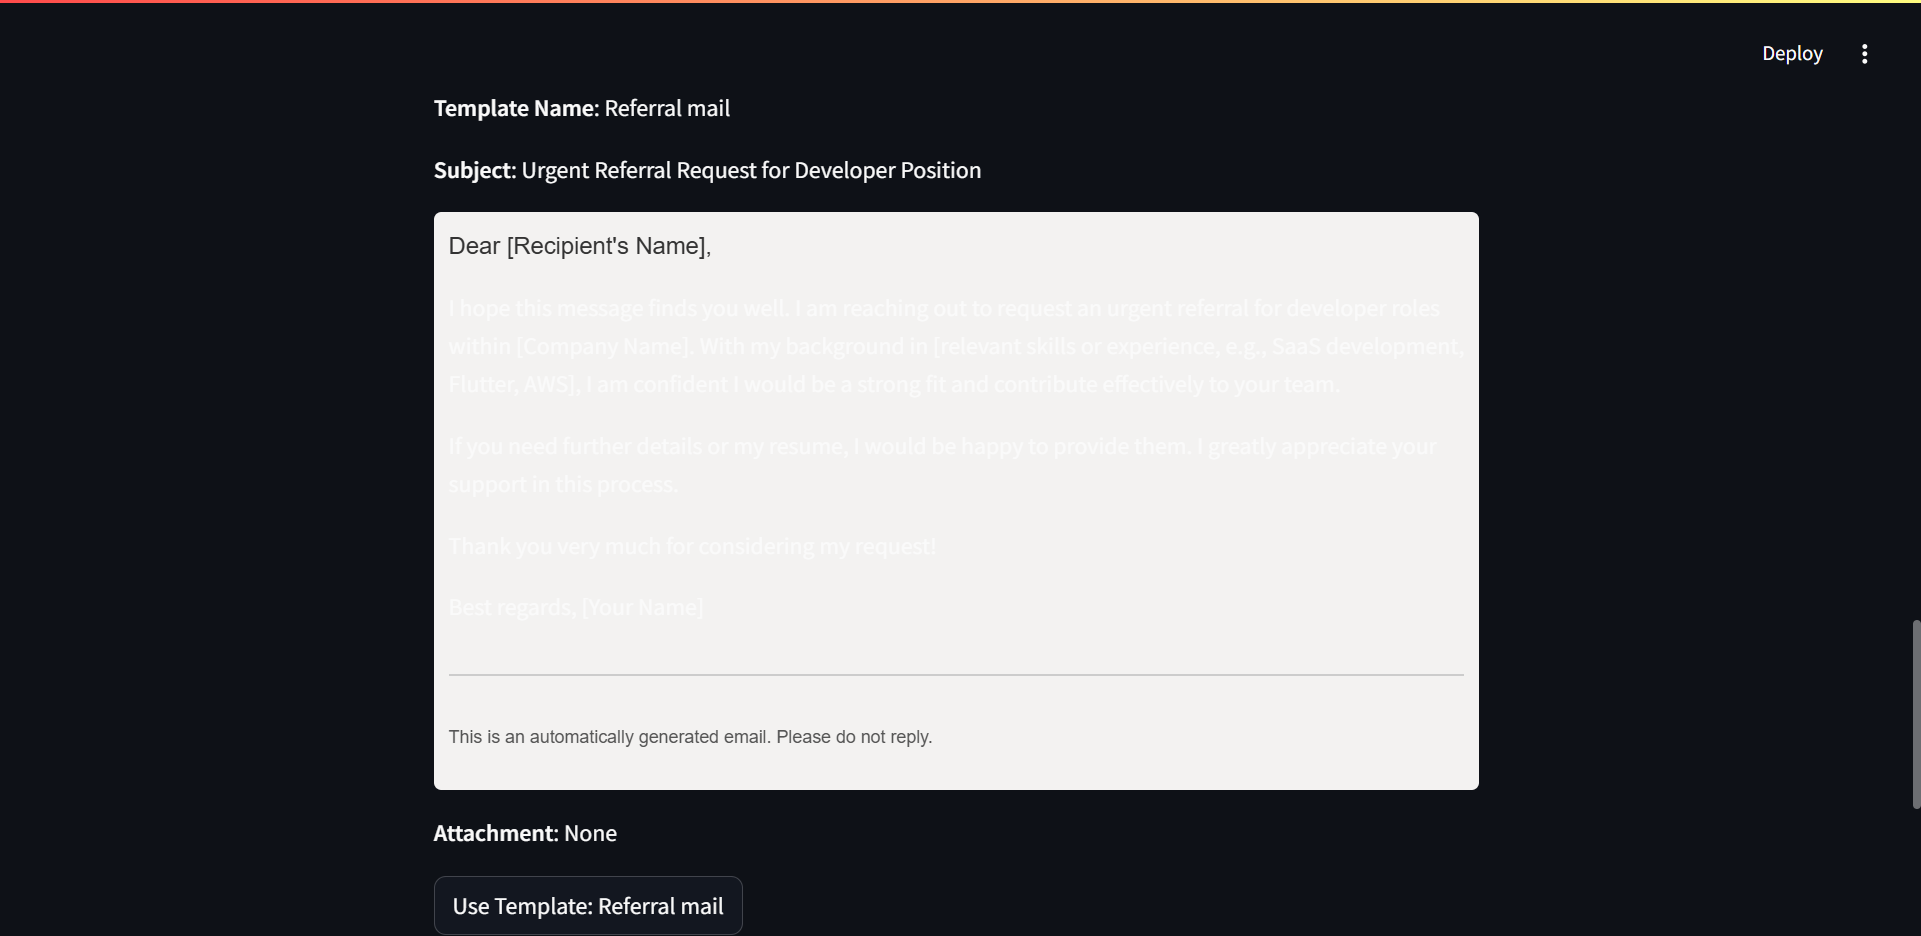 Deploy
Template Name: Referral mail
Subject: Urgent Referral Request for Developer Position
Dear [Recipient's Name],
I hope this message finds you well. I am reaching out to request an urgent referral for developer roles
within [Company Name]. With my background in [relevant skills or experience, e.g., SaaS development,
Flutter, AWS], I am confident I would be a strong fit and contribute effectively to your team.
If you need further details or my resume, I would be happy to provide them. I greatly appreciate your
support in this process.
Thank you very much for considering my request!
Best regards, [Your Name]
This is an automatically generated email. Please do not reply.
Attachment: None
Use Template: Referral mail